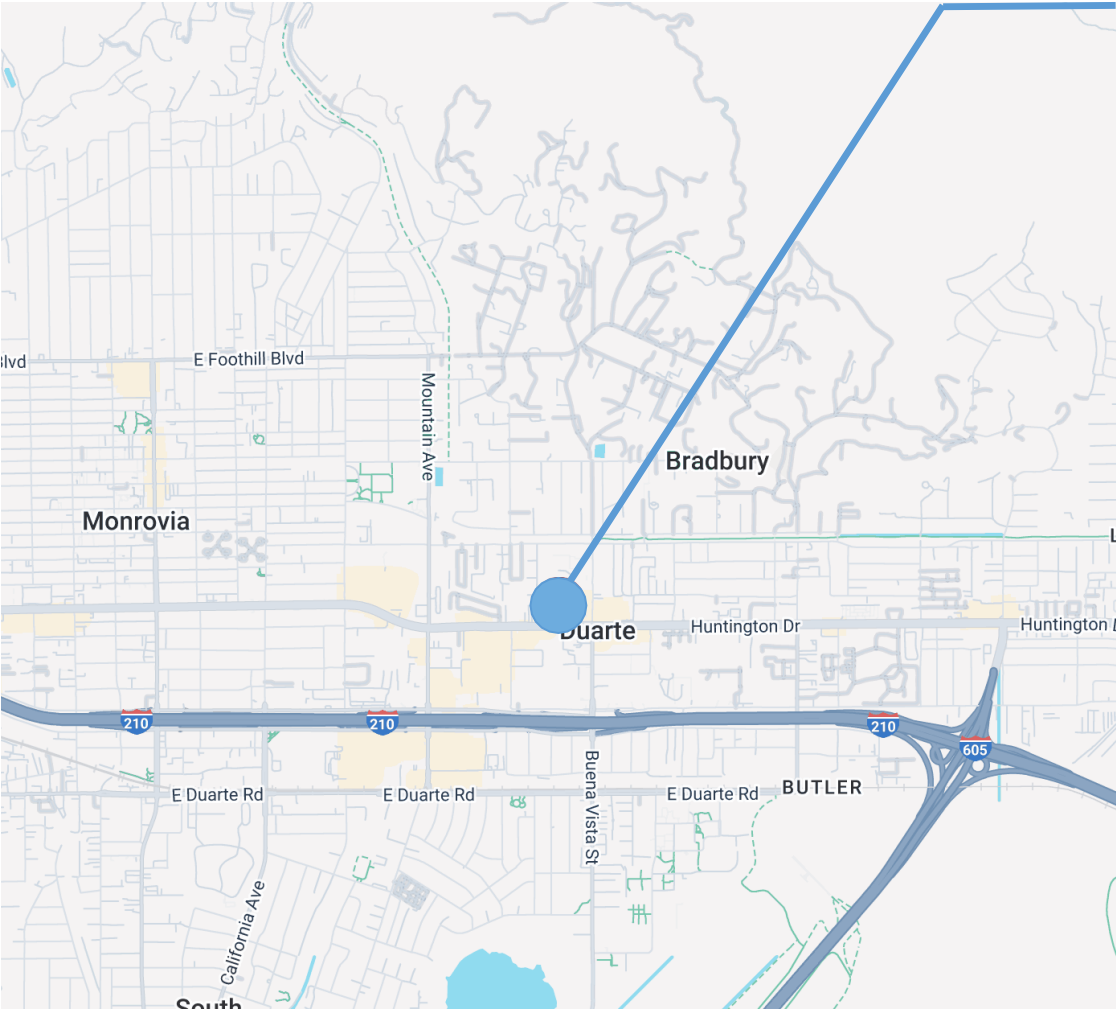 Blvd
E Foothill Blvd
Mountain Ave
Bradbury
Monrovia
Duarte
Huntington Dr
Huntington
210
210
210
605
E Duarte Rd
E Duarte Rd
E Duarte Rd
BUTLER
Buena Vista St
California Ave
South